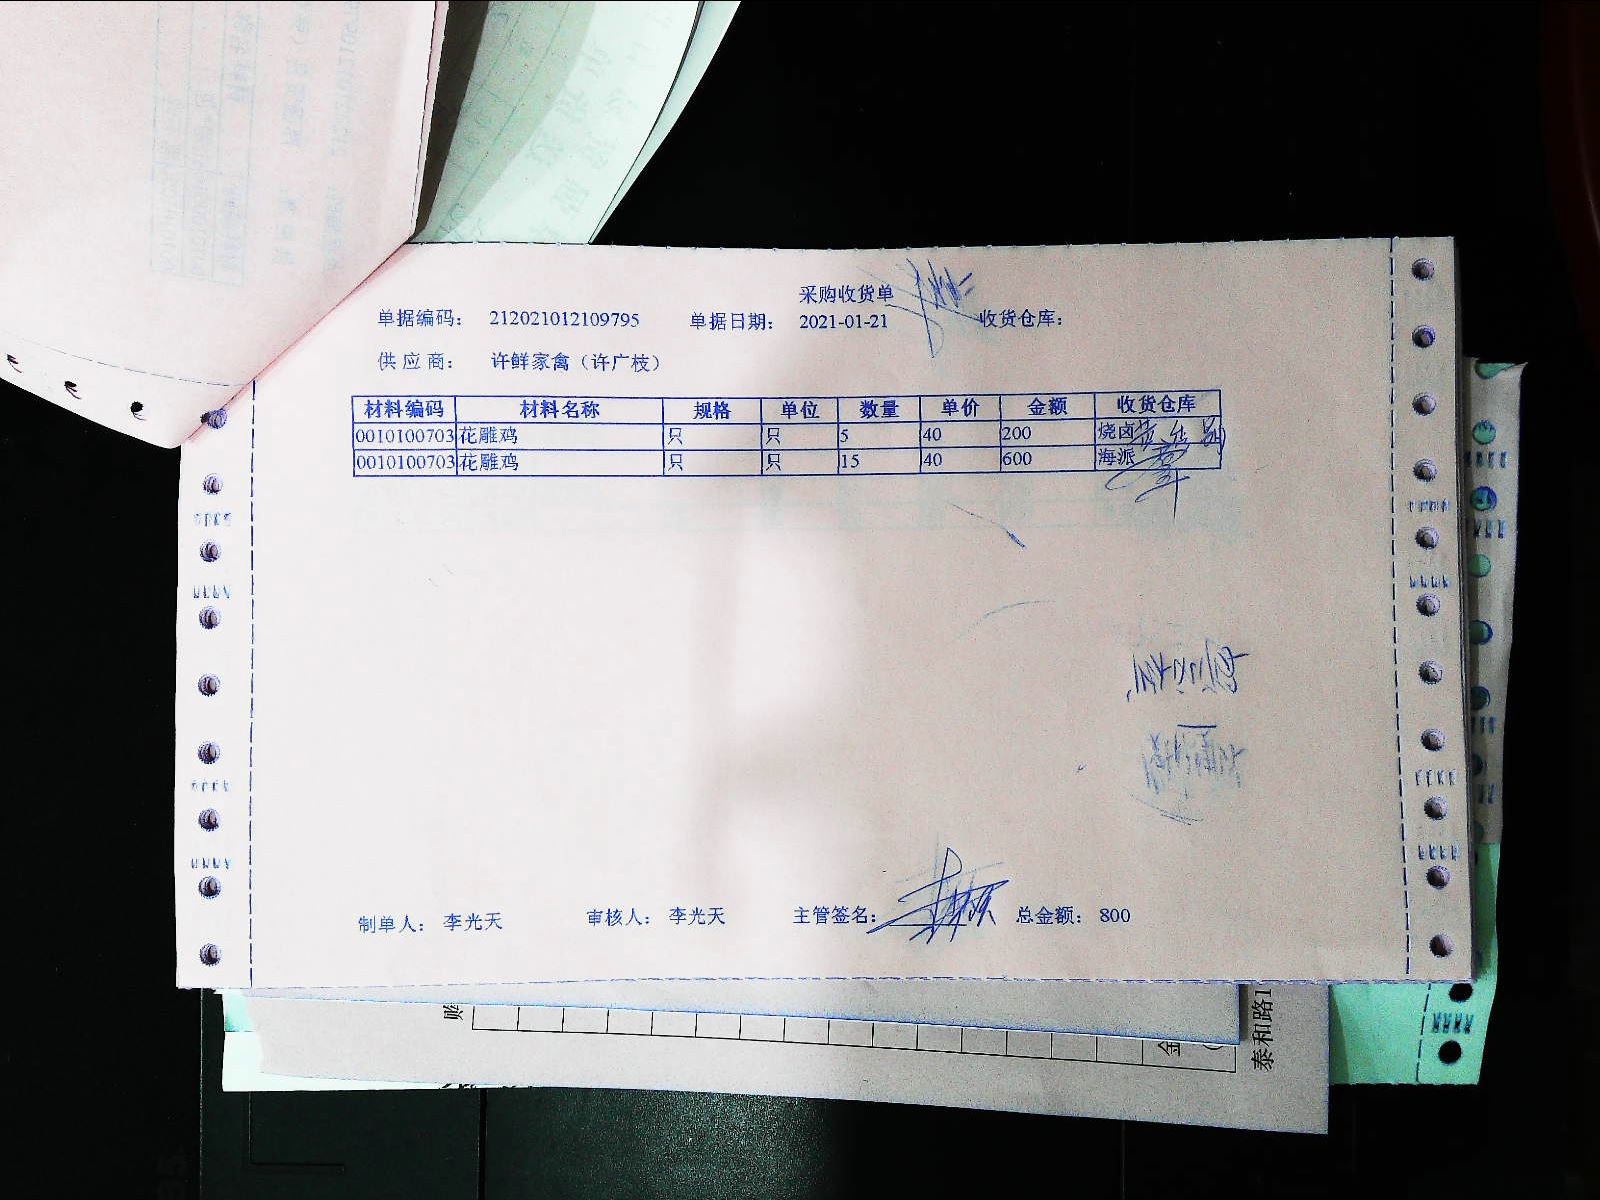 采购收货单
单据编码： 212021012109795 单据日期： 2021-01-21 收货仓库：
供 应 商： 许鲜家禽（许广枝）
材料编码 材料名称 规格 单位 数量 单价 金额 收货仓库
0010100703 花雕鸡 只 只 5 40 200 烧卤
0010100703 花雕鸡 只 只 15 40 600 海派
制单人： 李光天 审核人： 李光天 主管签名： 总金额： 800
泰和路1
金